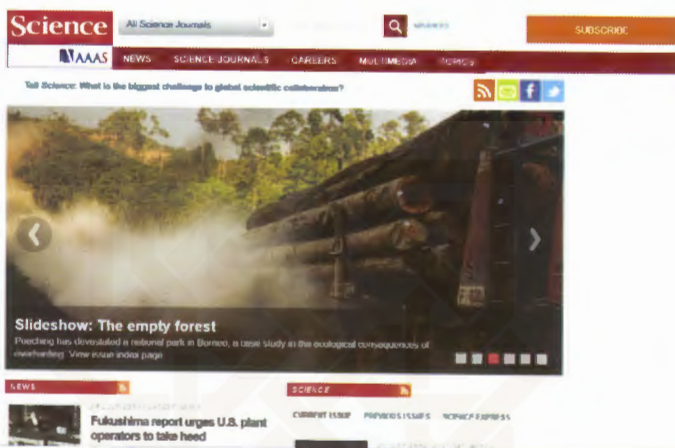 Science
All Science Journals
ADVANCED
SUBSCRIBE
AAAS
NEWS SCIENCE JOURNALS CAREERS MULTIMEDIA TOPICS
Tell Science: What is the biggest challenge to global scientific collaboration?
Slideshow: The empty forest
Poaching has devastated a national park in Borneo, a case study in the ecological consequences of
overhunting. View issue index page
NEWS
SCIENCE
CURRENT ISSUE PREVIOUS ISSUES SCIENCE EXPRESS
Fukushima report urges U.S. plant
operators to take heed